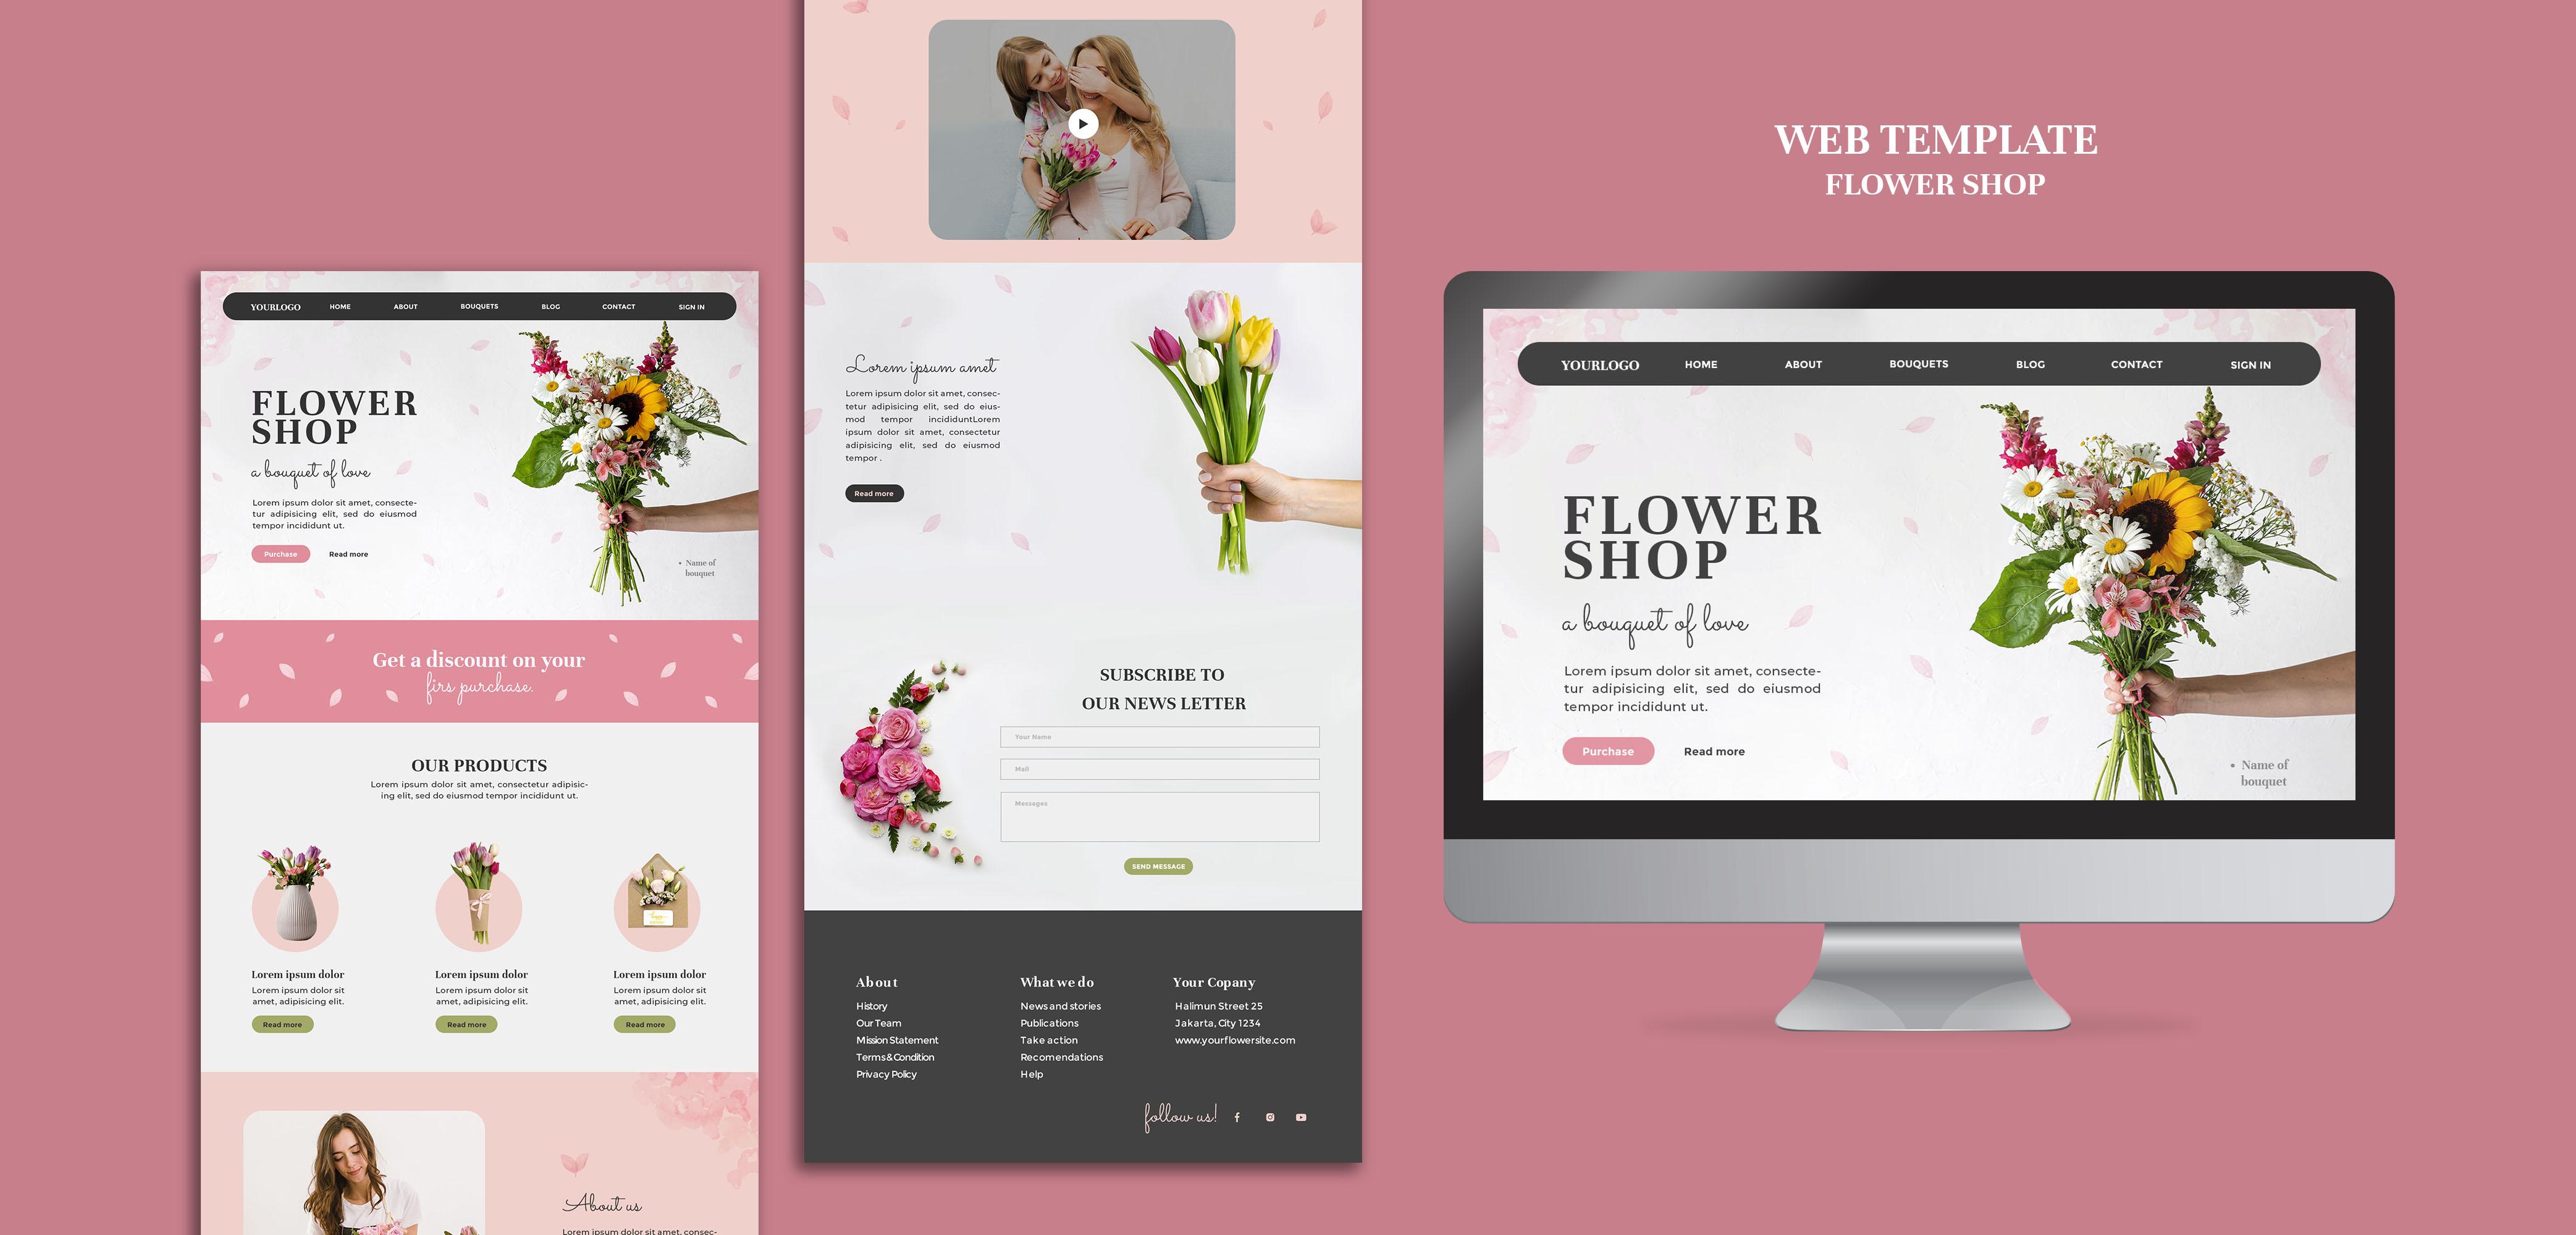 WEB TEMPLATE
FLOWER SHOP
YOURLOGO HOME ABOUT BOUQUETS BLOG CONTACT SIGN IN
FLOWER
SHOP
a bouquet of love
Lorem ipsum dolor sit amet, consecte-
tur adipisicing elit, sed do eiusmod
tempor incididunt ut.
Purchase Read more
• Name of
bouquet
Get a discount on your
firs purchase.
OUR PRODUCTS
Lorem ipsum dolor sit amet, consectetur adipisic-
ing elit, sed do eiusmod tempor incididunt ut.
Lorem ipsum dolor
Lorem ipsum dolor sit
amet, adipisicing elit.
Read more
Lorem ipsum dolor
Lorem ipsum dolor sit
amet, adipisicing elit.
Read more
Lorem ipsum dolor
Lorem ipsum dolor sit
amet, adipisicing elit.
Read more
About us
Lorem ipsum dolor sit amet, consec-
Lorem ipsum amet
Lorem ipsum dolor sit amet, consec-
tetur adipisicing elit, sed do eius-
mod tempor incididuntLorem
ipsum dolor sit amet, consectetur
adipisicing elit, sed do eiusmod
tempor .
Read more
SUBSCRIBE TO
OUR NEWS LETTER
Your Name
Mail
Messages
SEND MESSAGE
About
History
Our Team
Mission Statement
Terms & Condition
Privacy Policy
What we do
News and stories
Publications
Take action
Recomendations
Help
Your Copany
Halimun Street 25
Jakarta, City 1234
www.yourflowersite.com
follow us!
YOURLOGO HOME ABOUT BOUQUETS BLOG CONTACT SIGN IN
FLOWER
SHOP
a bouquet of love
Lorem ipsum dolor sit amet, consecte-
tur adipisicing elit, sed do eiusmod
tempor incididunt ut.
Purchase Read more
• Name of
bouquet